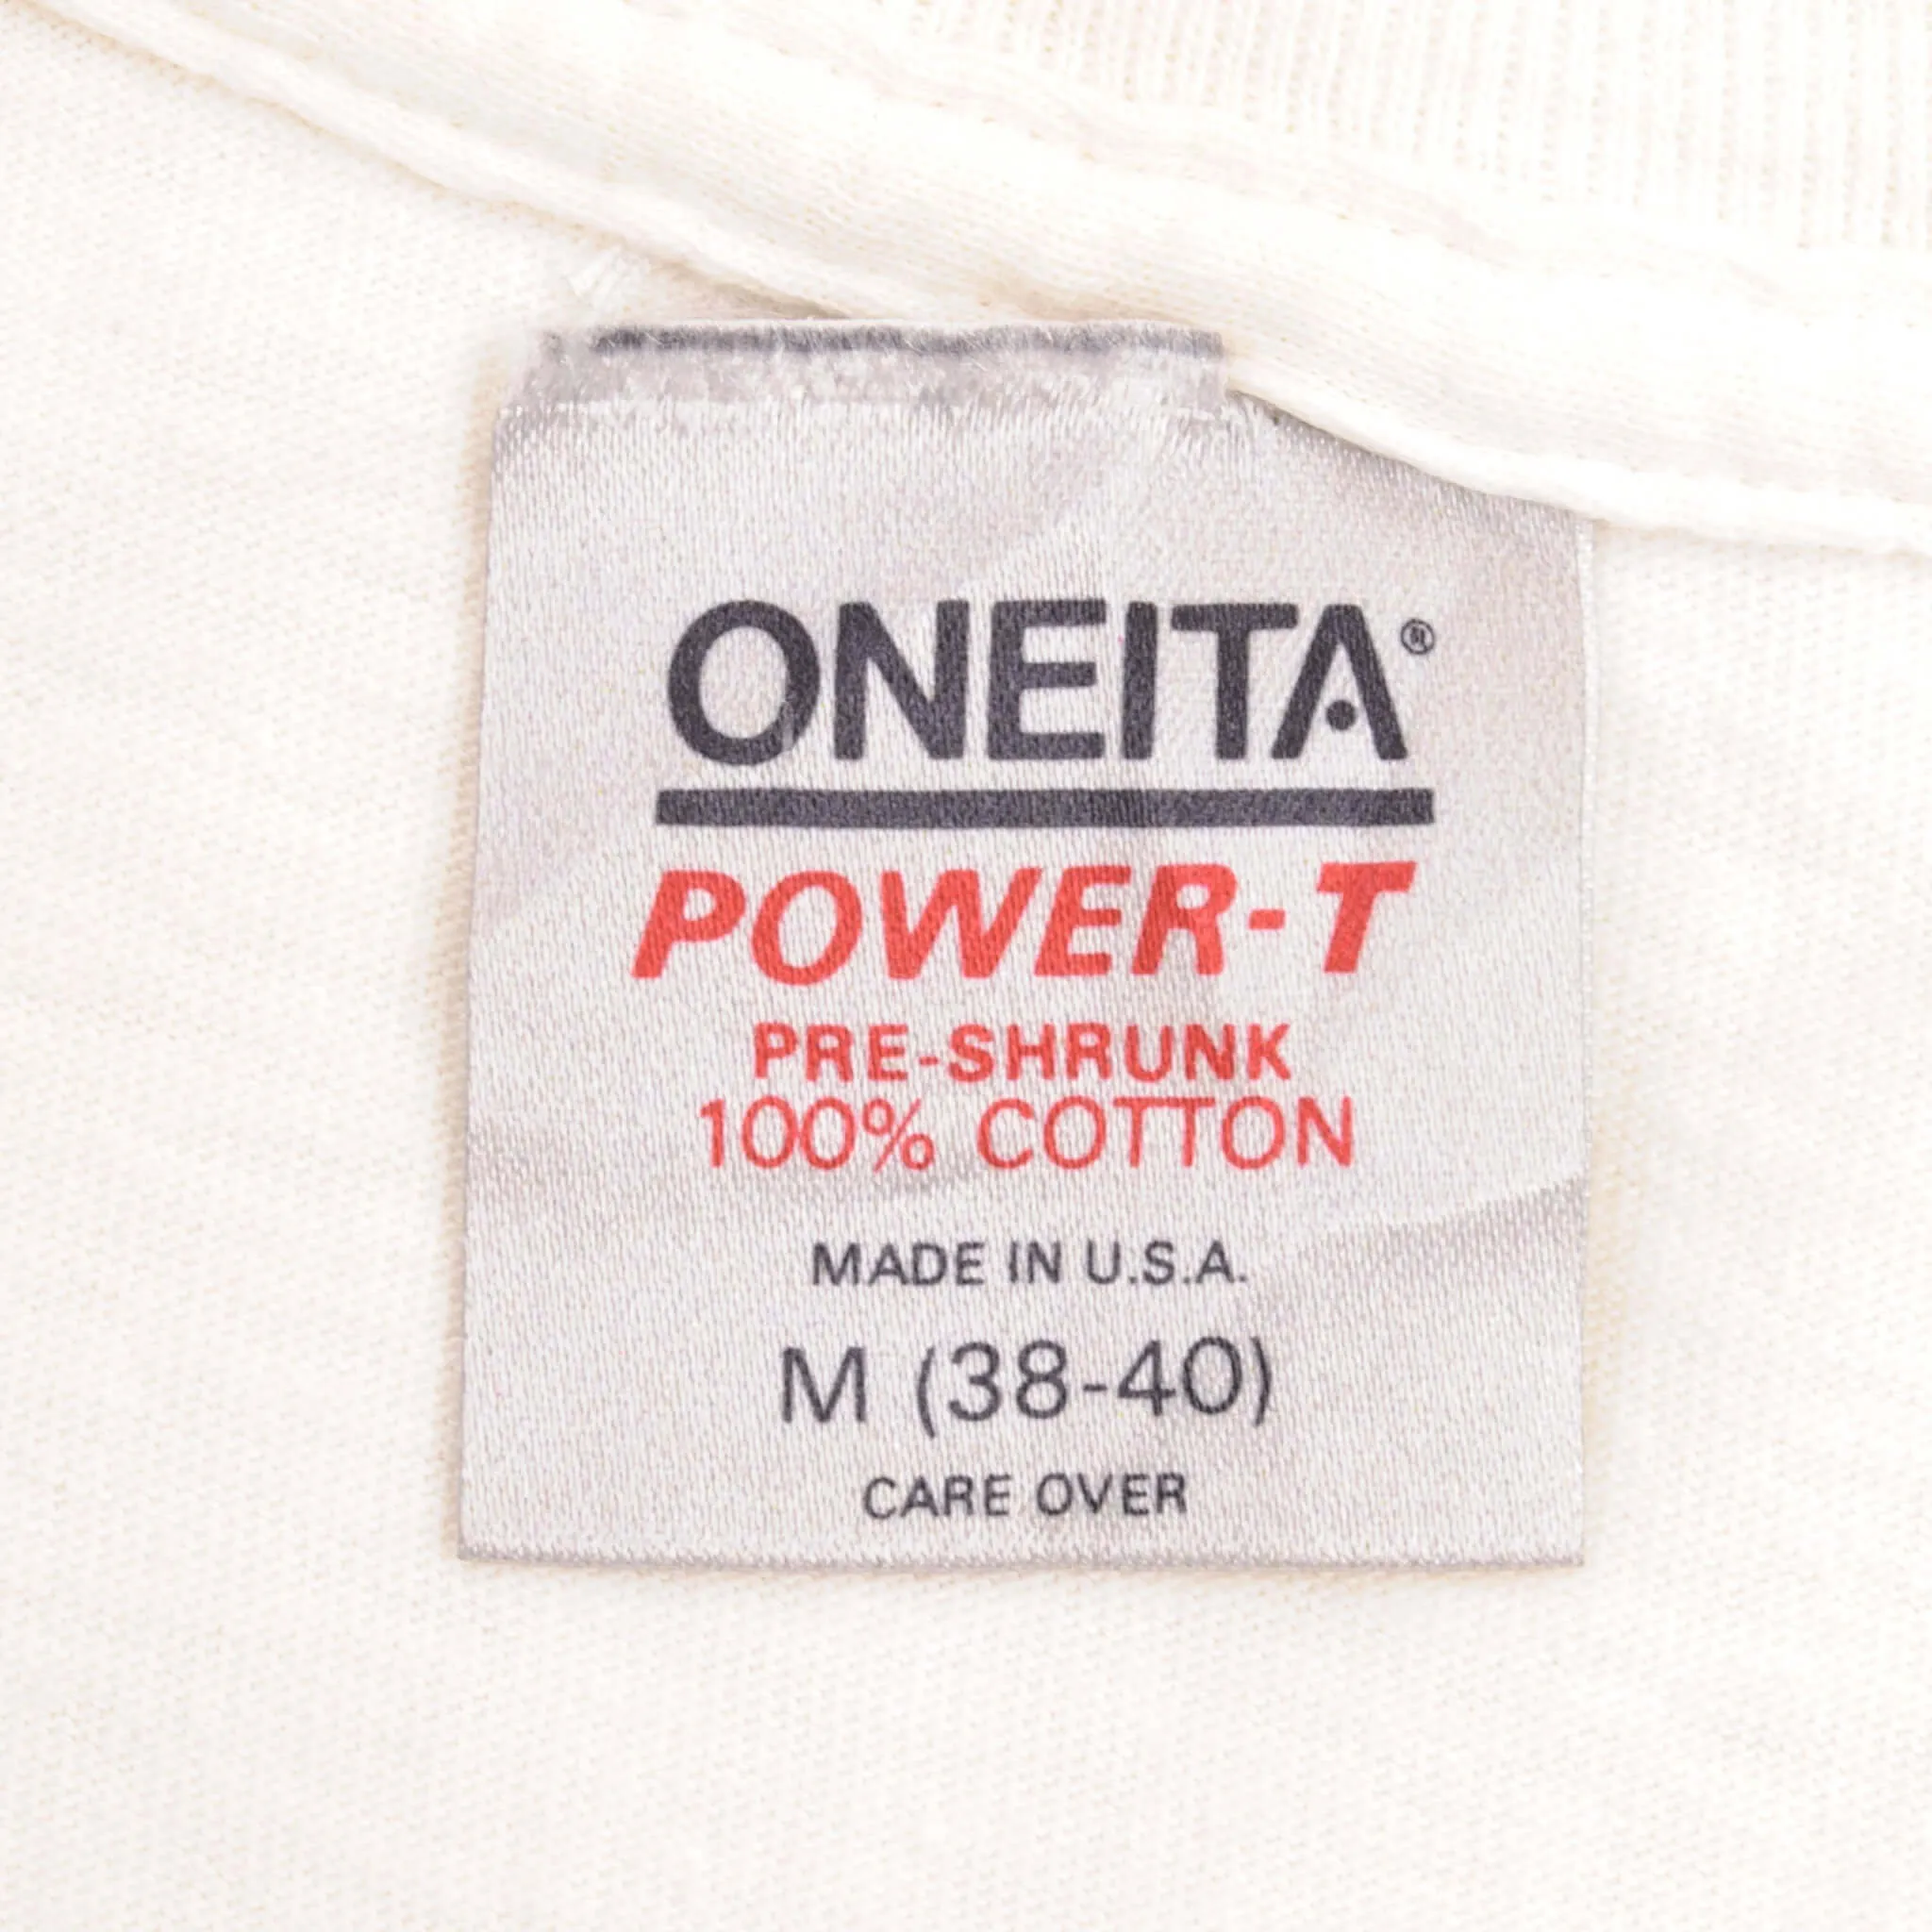 ONEITA®
POWER-T
PRE-SHRUNK
100% COTTON
MADE IN U.S.A.
M (38-40)
CARE OVER